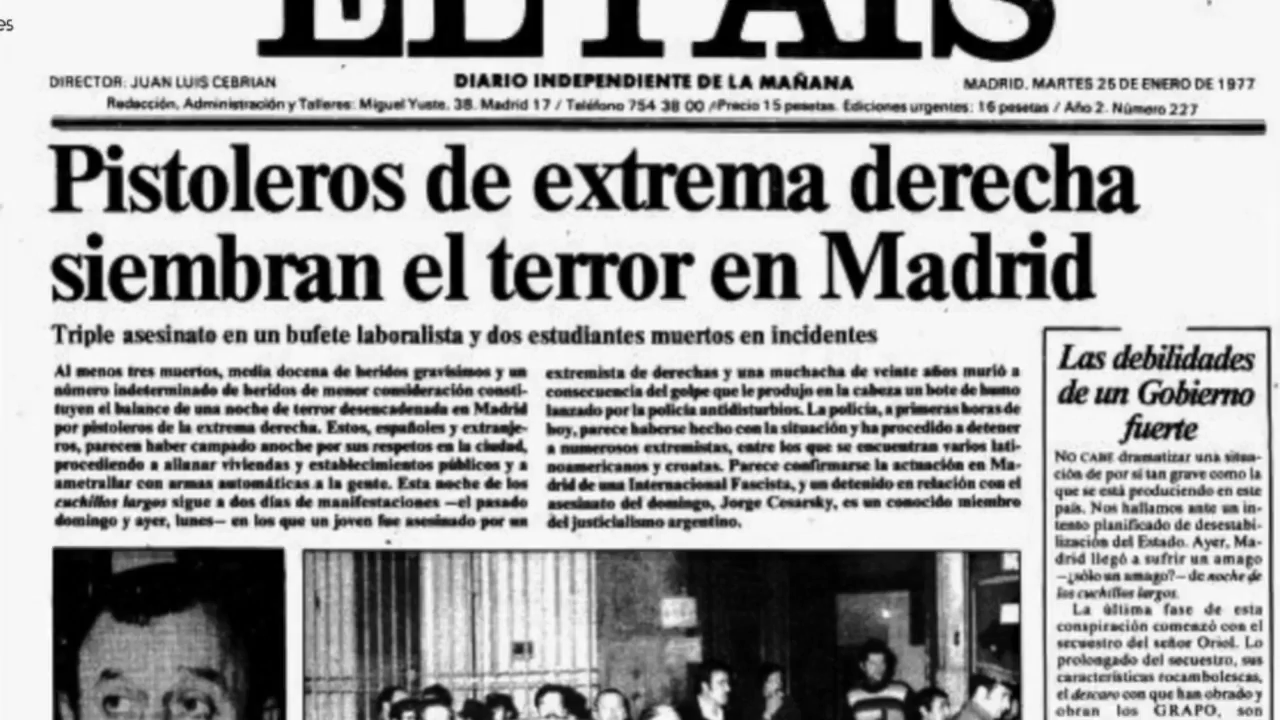 es
EL PAIS
DIRECTOR: JUAN LUIS CEBRIAN
DIARIO INDEPENDIENTE DE LA MAÑANA
MADRID, MARTES 25 DE ENERO DE 1977
Redacción, Administración y Talleres: Miguel Yuste, 38. Madrid 17 / Teléfono 754 38 00 / Precio 15 pesetas. Ediciones urgentes: 16 pesetas / Año 2. Número 227
Pistoleros de extrema derecha
siembran el terror en Madrid
Triple asesinato en un bufete laboralista y dos estudiantes muertos en incidentes
Al menos tres muertos, media docena de heridos gravísimos y un
número indeterminado de heridos de menor consideración consti-
tuyen el balance de una noche de terror desencadenada en Madrid
por pistoleros de la extrema derecha. Estos, españoles y extranje-
ros, parecen haber campado anoche por sus respetos en la ciudad,
procediendo a allanar viviendas y establecimientos públicos y a
ametrallar con armas automáticas a la gente. Esta noche de los
cuchillos largos sigue a dos días de manifestaciones —el pasado
domingo y ayer, lunes— en los que un joven fue asesinado por un
extremista de derechas y una muchacha de veinte años murió a
consecuencia del golpe que le produjo en la cabeza un bote de humo
lanzado por la policía antidisturbios. La policía, a primeras horas de
hoy, parece haberse hecho con la situación y ha procedido a detener
a numerosos extremistas, entre los que se encuentran varios lati-
noamericanos y croatas. Parece confirmarse la actuación en Ma-
drid de una Internacional Fascista, y un detenido en relación con el
asesinato del domingo, Jorge Cesarsky, es un conocido miembro
del justicialismo argentino.
Las debilidades
de un Gobierno
fuerte
NO CABE dramatizar una situa-
ción de por sí tan grave como la
que se está produciendo en este
país. Nos hallamos ante un in-
tento planificado de desestabi-
lización del Estado. Ayer, Ma-
drid llegó a sufrir un amago
—¿sólo un amago?— de noche de
los cuchillos largos.
La última fase de esta
conspiración comenzó con el
secuestro del señor Oriol. Lo
prolongado del secuestro, sus
características rocambolescas,
el descaro con que han obrado y
obran los GRAPO, son